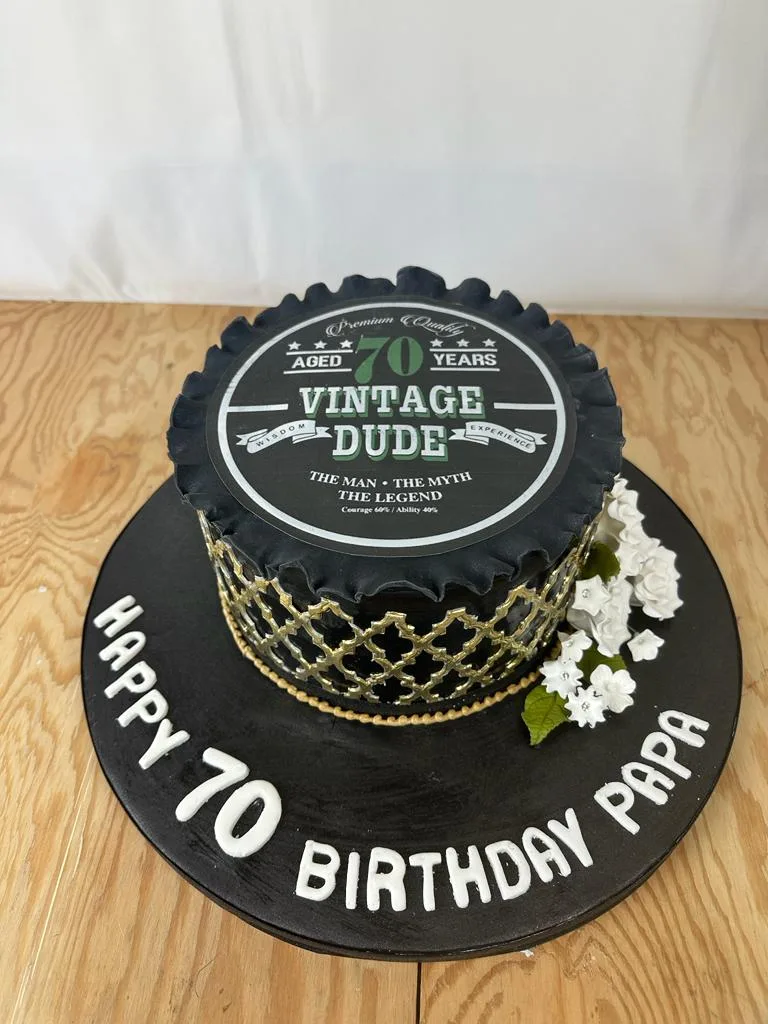 Premium Quality
AGED 70 YEARS
VINTAGE
WISDOM DUDE EXPERIENCE
THE MAN • THE MYTH
THE LEGEND
Courage 60% / Ability 40%
HAPPY 70 BIRTHDAY PAPA